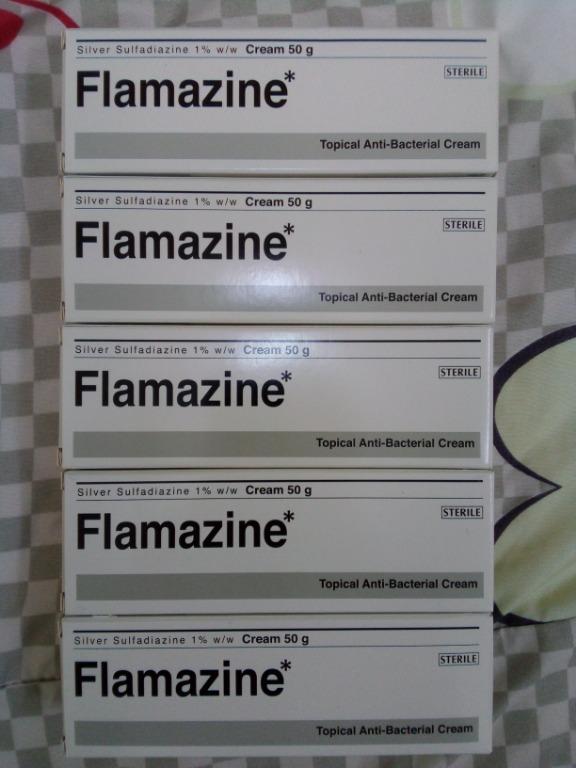 Silver Sulfadiazine 1% w/w Cream 50 g
STERILE
Flamazine*
Topical Anti-Bacterial Cream
Silver Sulfadiazine 1% w/w Cream 50 g
STERILE
Flamazine*
Topical Anti-Bacterial Cream
Silver Sulfadiazine 1% w/w Cream 50 g
STERILE
Flamazine*
Topical Anti-Bacterial Cream
Silver Sulfadiazine 1% w/w Cream 50 g
STERILE
Flamazine*
Topical Anti-Bacterial Cream
Silver Sulfadiazine 1% w/w Cream 50 g
STERILE
Flamazine*
Topical Anti-Bacterial Cream